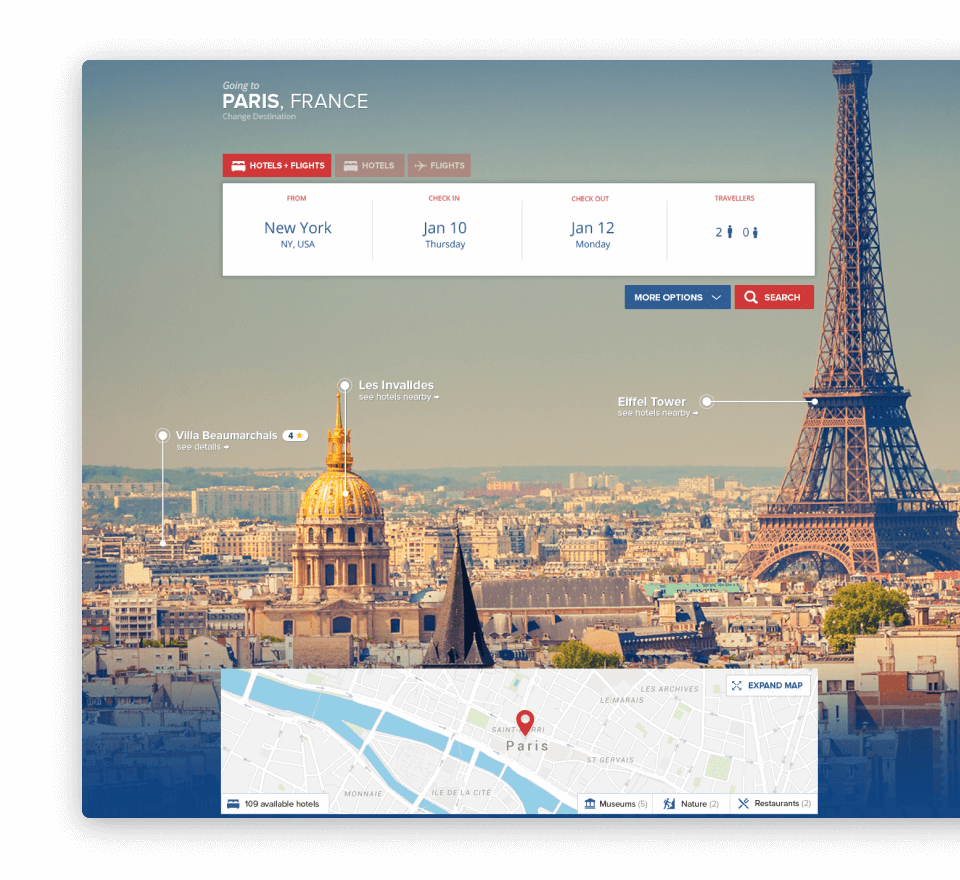 Going to
PARIS, FRANCE
Change Destination
HOTELS + FLIGHTS
HOTELS
FLIGHTS
FROM
CHECK IN
CHECK OUT
TRAVELLERS
New York
Jan 10
Jan 12
2 0
NY, USA
Thursday
Monday
MORE OPTIONS
SEARCH
Les Invalides
see hotels nearby
Eiffel Tower
see hotels nearby
Villa Beaumarchais 4
see details
EXPAND MAP
LES ARCHIVES
LE MARAIS
Paris
ST GERVAIS
MONNAIE
ILE DE LA CITÉ
109 available hotels
Museums (5)
Nature (2)
Restaurants (2)